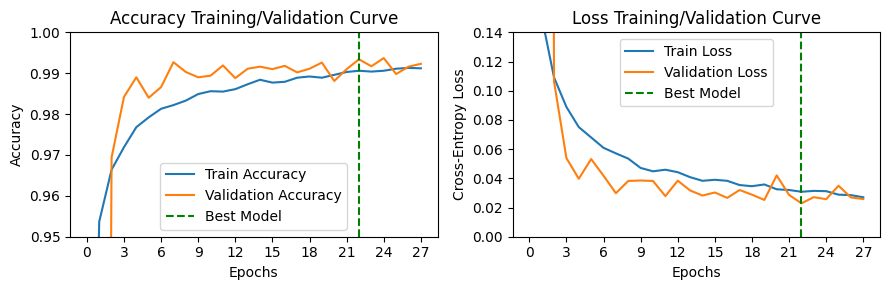 Accuracy Training/Validation Curve
1.00
0.99
0.98
0.97
0.96
0.95
Accuracy
Train Accuracy
Validation Accuracy
Best Model
0 3 6 9 12 15 18 21 24 27
Epochs
Loss Training/Validation Curve
0.14
0.12
0.10
0.08
0.06
0.04
0.02
0.00
Cross-Entropy Loss
Train Loss
Validation Loss
Best Model
0 3 6 9 12 15 18 21 24 27
Epochs